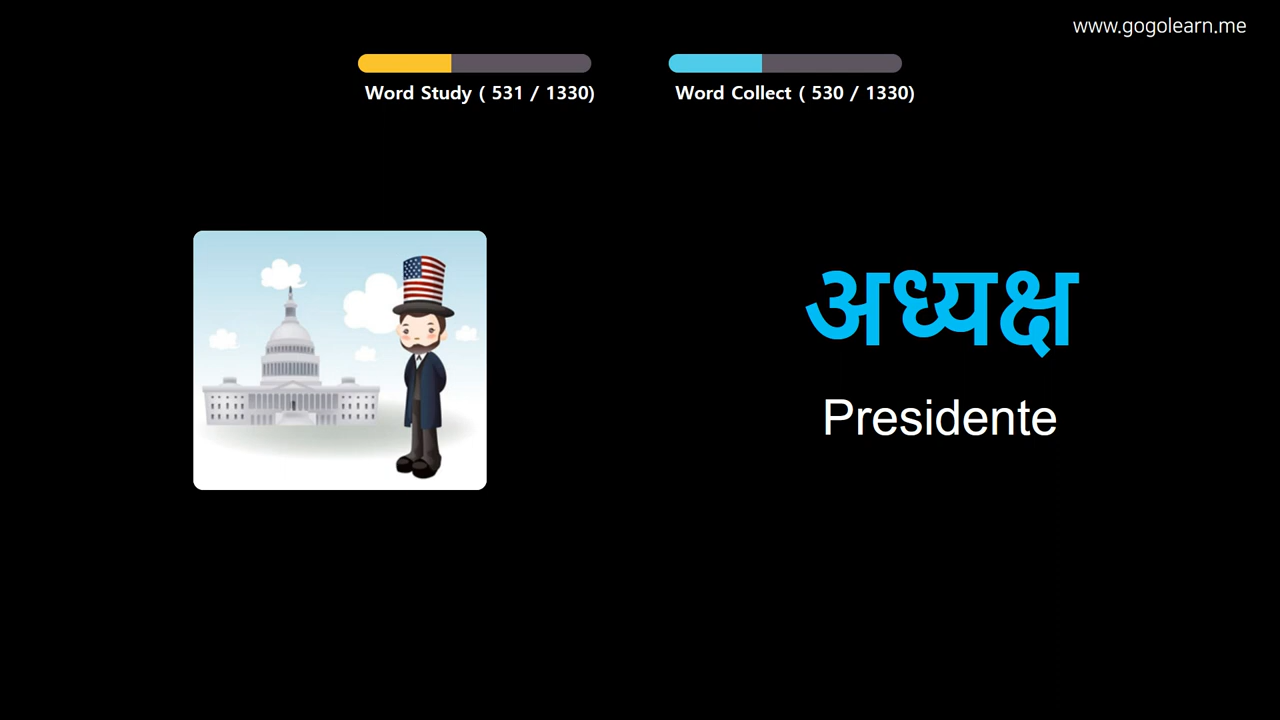 www.gogolearn.me
Word Study ( 531 / 1330)
Word Collect ( 530 / 1330)
अध्यक्ष
Presidente